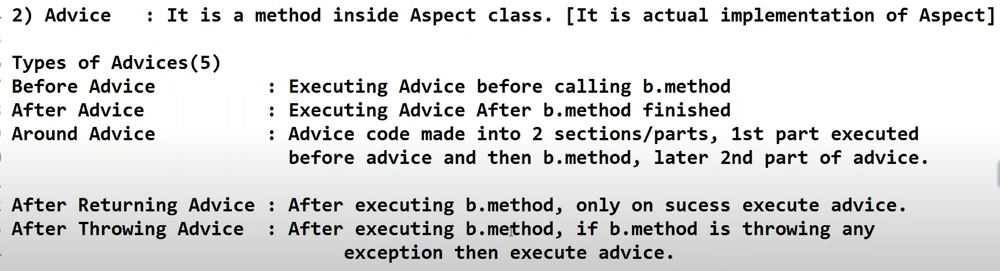 2) Advice : It is a method inside Aspect class. [It is actual implementation of Aspect]
Types of Advices(5)
Before Advice : Executing Advice before calling b.method
After Advice : Executing Advice After b.method finished
Around Advice : Advice code made into 2 sections/parts, 1st part executed
before advice and then b.method, later 2nd part of advice.
After Returning Advice : After executing b.method, only on sucess execute advice.
After Throwing Advice : After executing b.method, if b.method is throwing any
exception then execute advice.